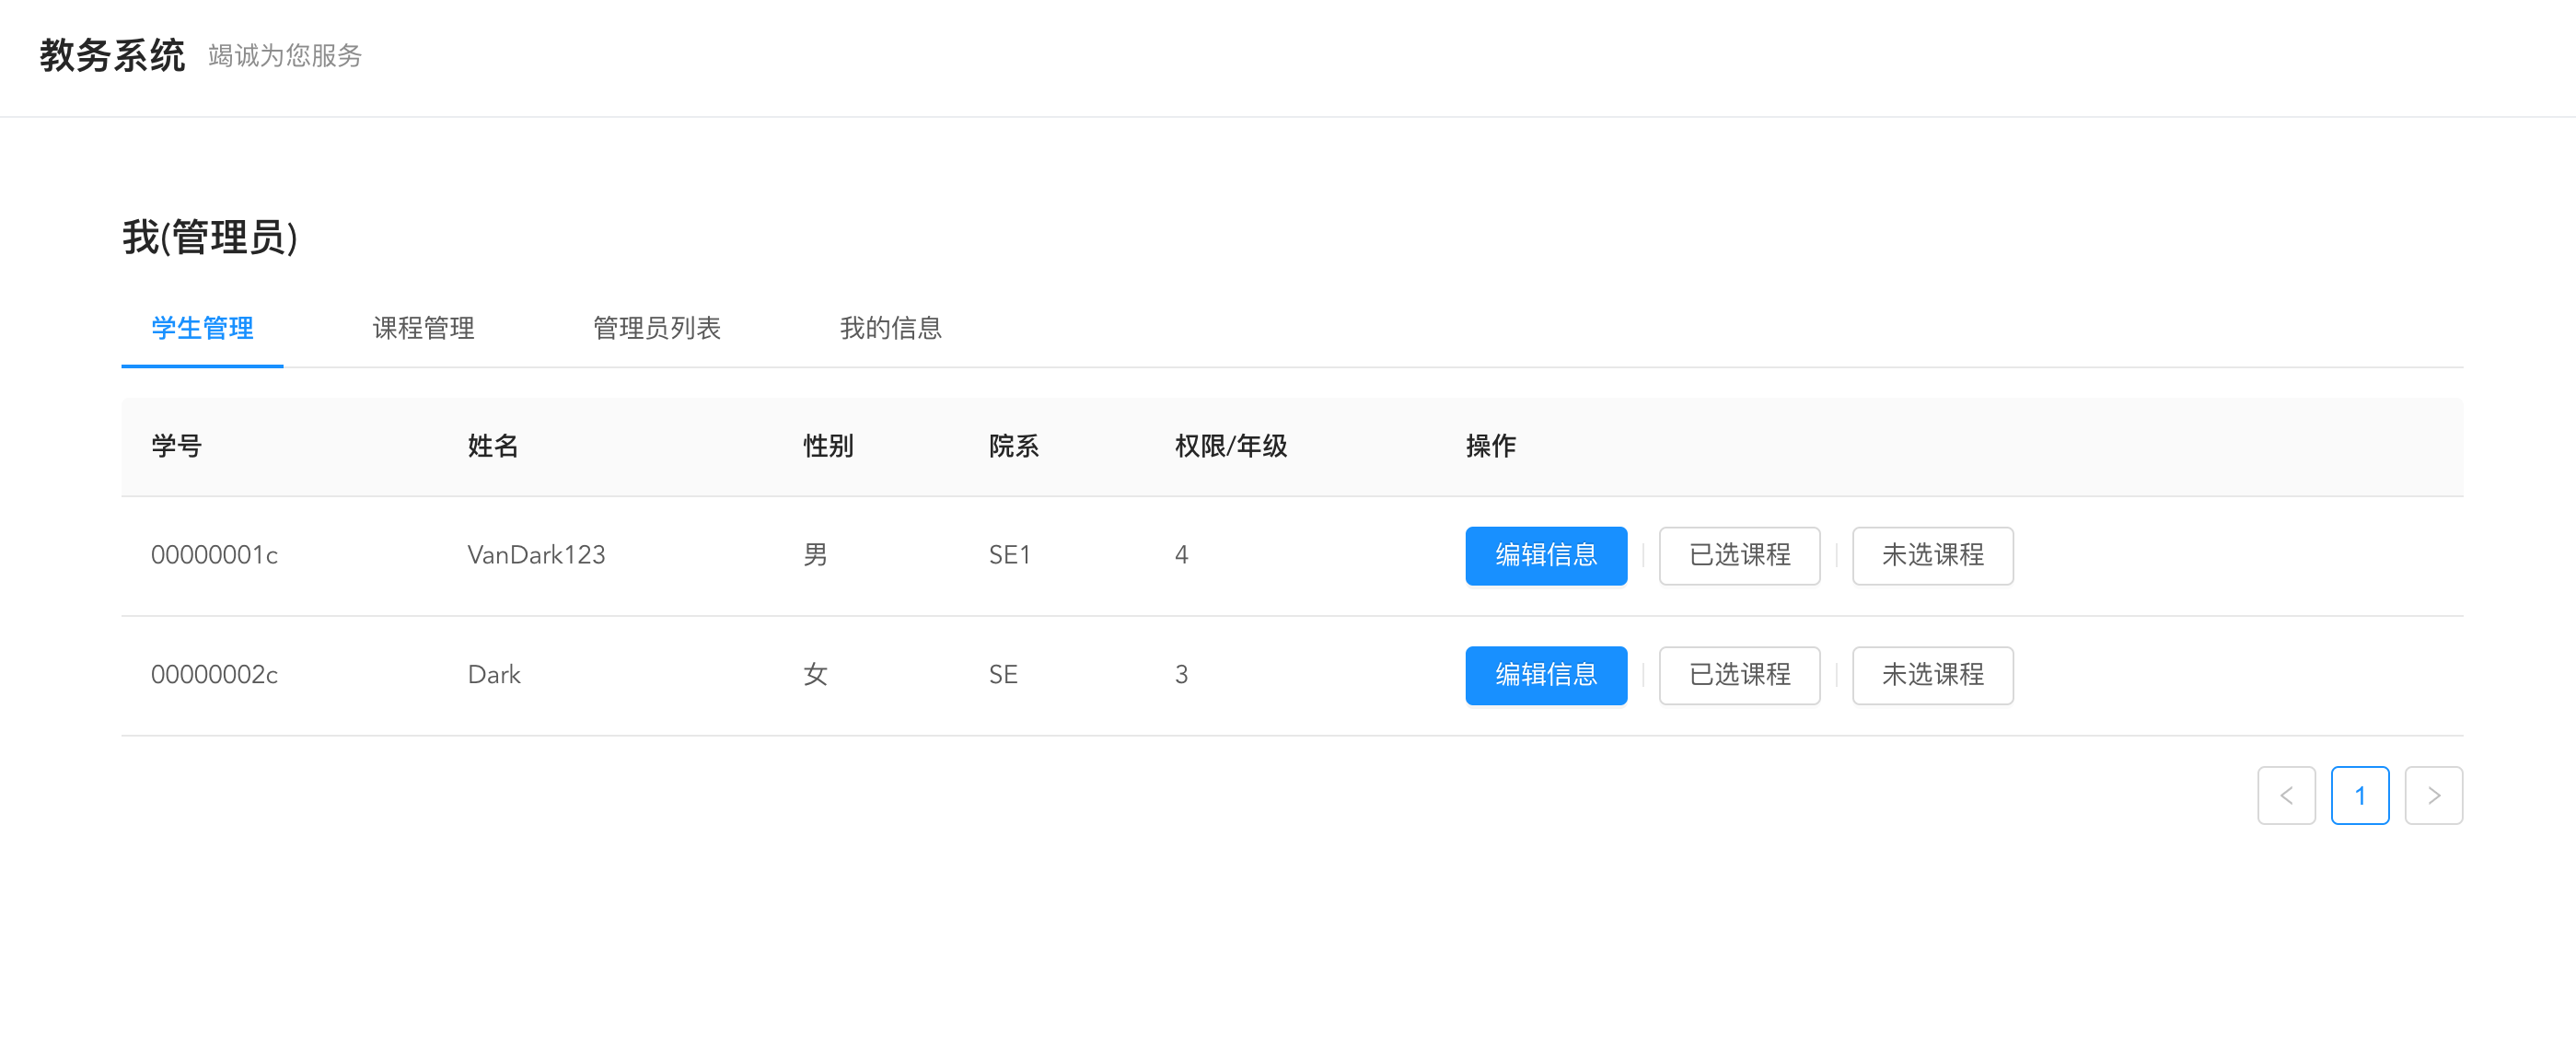 教务系统 竭诚为您服务
我(管理员)
学生管理 课程管理 管理员列表 我的信息
学号 姓名 性别 院系 权限/年级 操作
00000001c VanDark123 男 SE1 4 编辑信息 已选课程 未选课程
00000002c Dark 女 SE 3 编辑信息 已选课程 未选课程
< 1 >